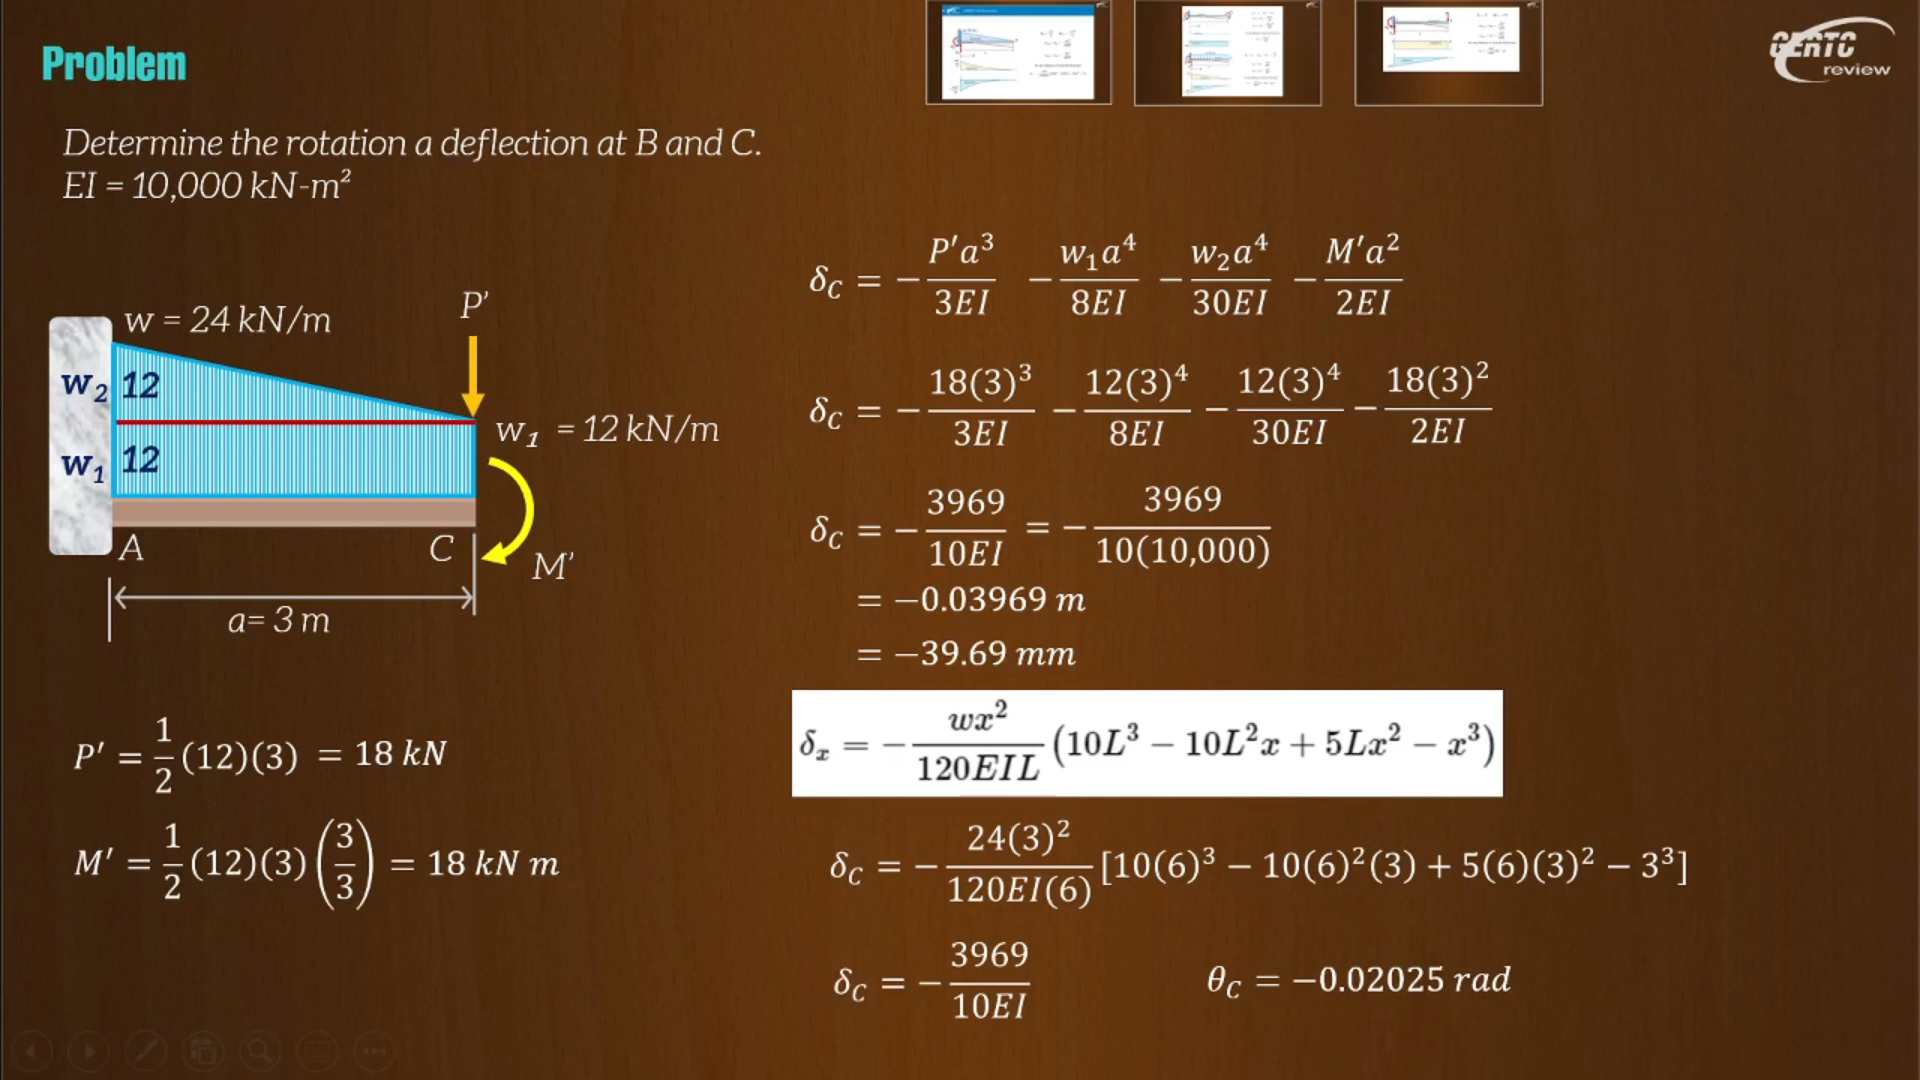 Problem
GERTC
review
Determine the rotation a deflection at B and C.
EI = 10,000 kN-m²
w = 24 kN/m
P'
w₂ 12
w₁ = 12 kN/m
w₁ 12
A
C
M'
a= 3 m
P′ = 1/2 (12)(3) = 18 kN
M′ = 1/2 (12)(3) (3/3) = 18 kN m
δ_C = − P′a³/3EI − w₁a⁴/8EI − w₂a⁴/30EI − M′a²/2EI
δ_C = − 18(3)³/3EI − 12(3)⁴/8EI − 12(3)⁴/30EI − 18(3)²/2EI
δ_C = − 3969/10EI = − 3969/10(10,000)
= −0.03969 m
= −39.69 mm
δ_x = − wx²/120EIL (10L³ − 10L²x + 5Lx² − x³)
δ_C = − 24(3)²/120EI(6) [10(6)³ − 10(6)²(3) + 5(6)(3)² − 3³]
δ_C = − 3969/10EI
θ_C = −0.02025 rad